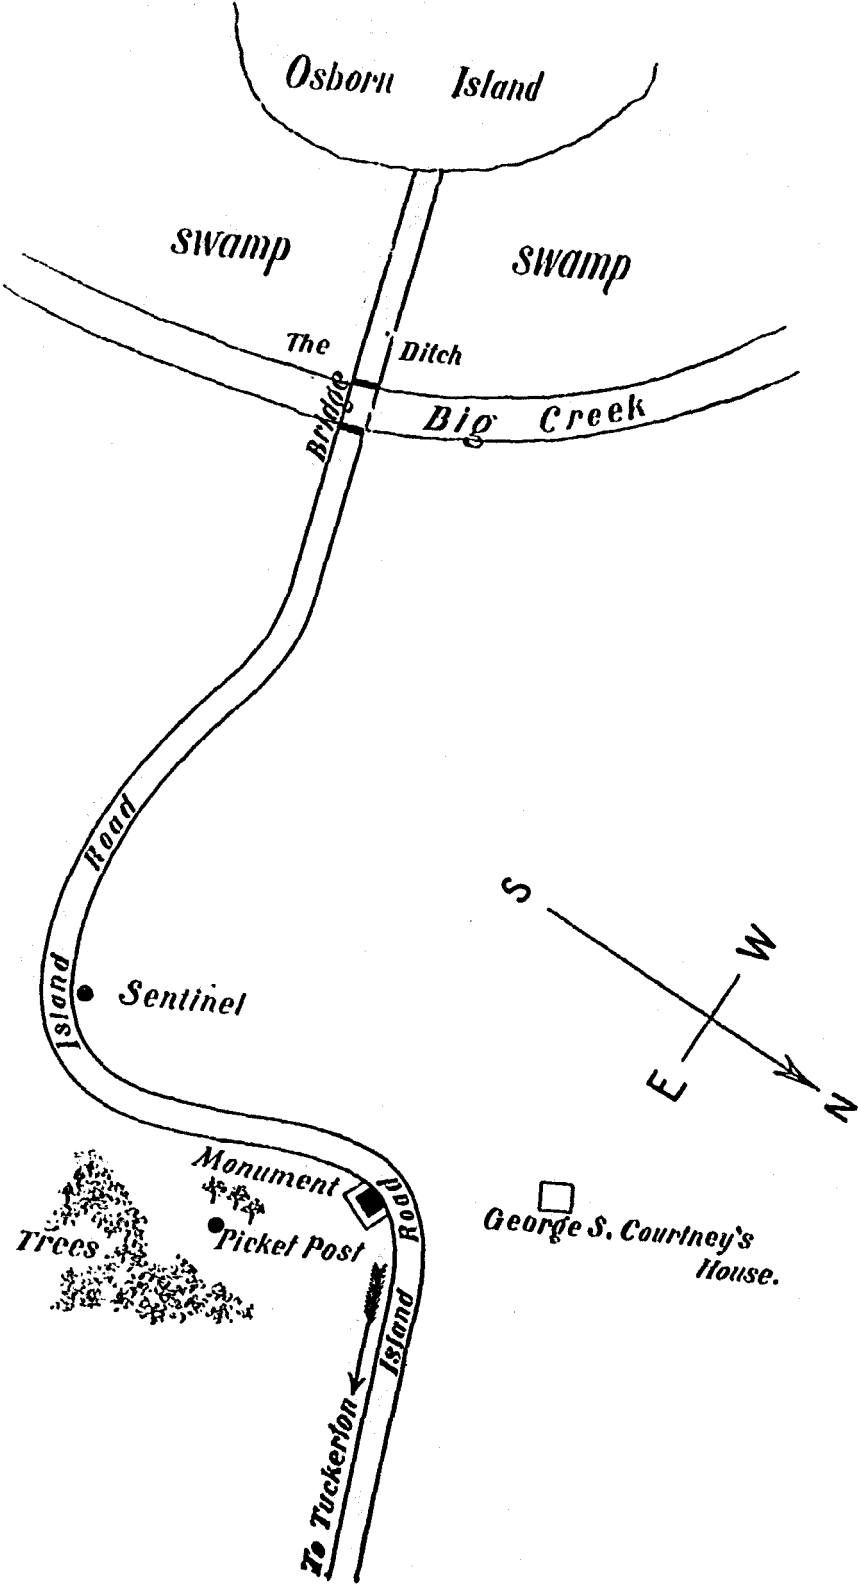 Osborn Island
Swamp
Swamp
The Ditch
Bridge
Big Creek
Road
Island
Sentinel
S
W
E
N
Monument
Road
Trees
Picket Post
George S. Courtney's
House.
Island
To Tuckerton